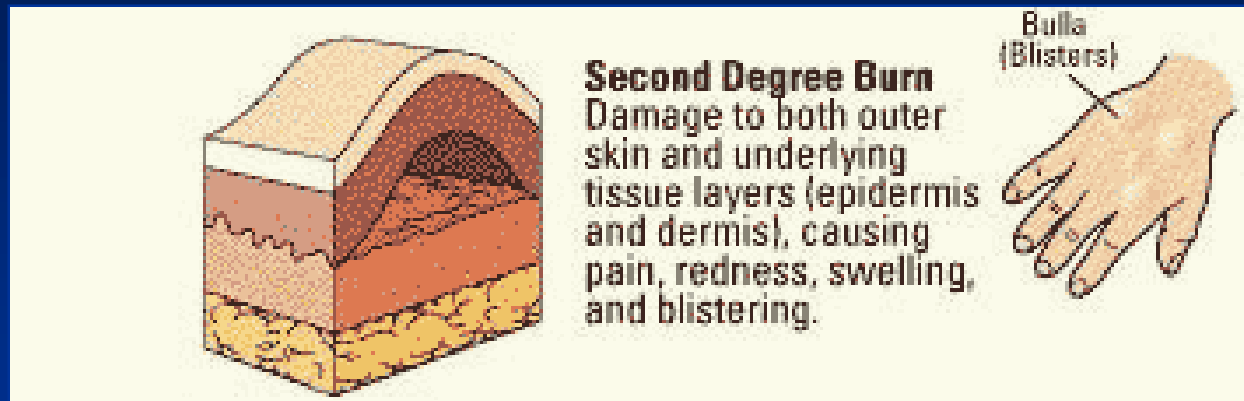 Bulla
(Blisters)
Second Degree Burn
Damage to both outer
skin and underlying
tissue layers (epidermis
and dermis), causing
pain, redness, swelling,
and blistering.